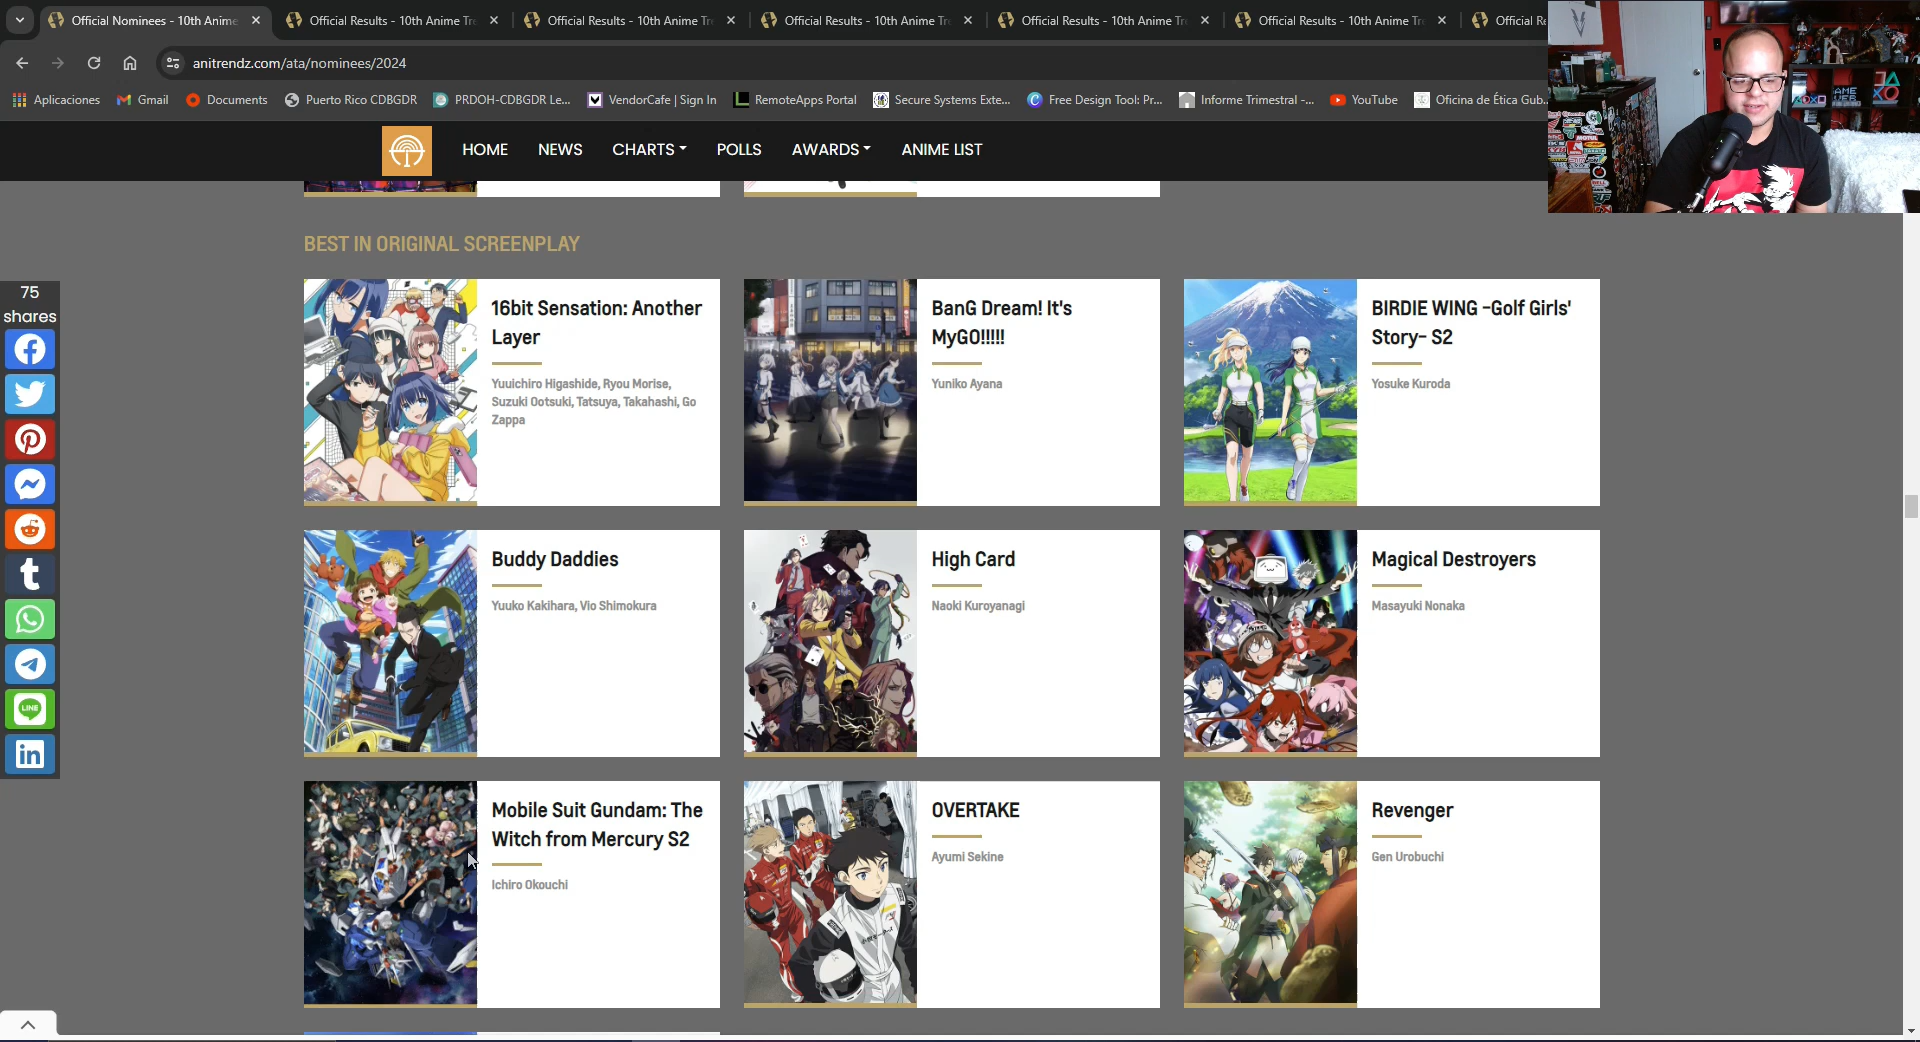 Official Nominees - 10th Anime
Official Results - 10th Anime Tr
Official Results - 10th Anime Tr
Official Results - 10th Anime Tr
Official Results - 10th Anime Tr
Official Results - 10th Anime Tr
Official Re
anitrendz.com/ata/nominees/2024
Aplicaciones
Gmail
Documents
Puerto Rico CDBGDR
PRDOH-CDBGDR Le...
VendorCafe | Sign In
RemoteApps Portal
Secure Systems Exte...
Free Design Tool: Pr...
Informe Trimestral -...
YouTube
Oficina de Ética Gub...
HOME
NEWS
CHARTS
POLLS
AWARDS
ANIME LIST
BEST IN ORIGINAL SCREENPLAY
75
shares
LINE
16bit Sensation: Another
Layer
Yuuichiro Higashide, Ryou Morise,
Suzuki Ootsuki, Tatsuya, Takahashi, Go
Zappa
BanG Dream! It's
MyGO!!!!!
Yuniko Ayana
BIRDIE WING -Golf Girls'
Story- S2
Yosuke Kuroda
Buddy Daddies
Yuuko Kakihara, Vio Shimokura
High Card
Naoki Kuroyanagi
Magical Destroyers
Masayuki Nonaka
Mobile Suit Gundam: The
Witch from Mercury S2
Ichiro Okouchi
OVERTAKE
Ayumi Sekine
Revenger
Gen Urobuchi